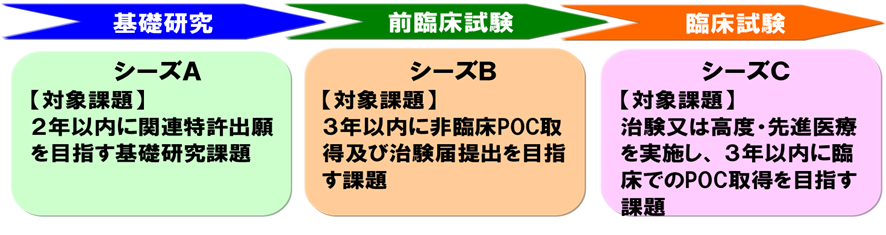 基礎研究
前臨床試験
臨床試験
シーズA
【対象課題】
２年以内に関連特許出願
を目指す基礎研究課題
シーズB
【対象課題】
３年以内に非臨床POC取
得及び治験届提出を目指
す課題
シーズC
【対象課題】
治験又は高度・先進医療
を実施し、３年以内に臨
床でのPOC取得を目指す
課題